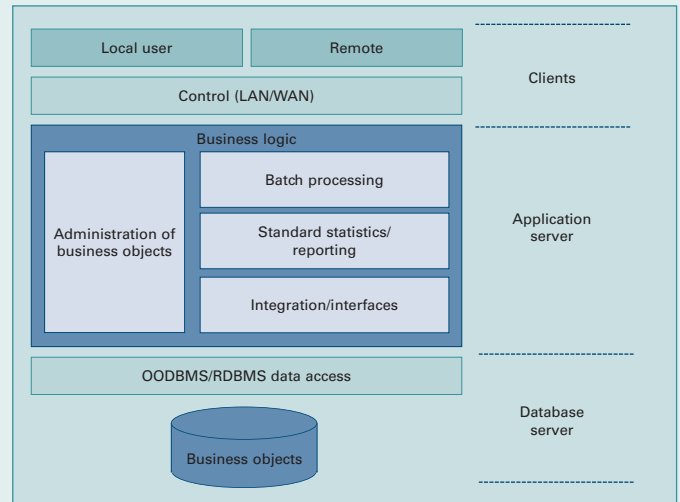 Local user
Remote
Clients
Control (LAN/WAN)
Business logic
Administration of
business objects
Batch processing
Standard statistics/
reporting
Integration/interfaces
Application
server
OODBMS/RDBMS data access
Business objects
Database
server